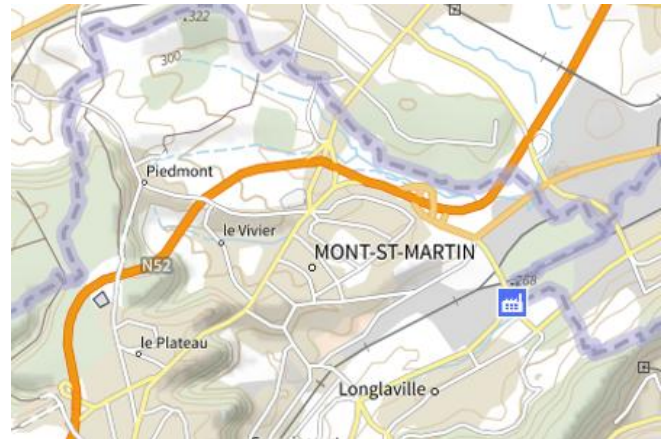 322
300
Piedmont
le Vivier
MONT-ST-MARTIN
N52
268
le Plateau
Longlaville